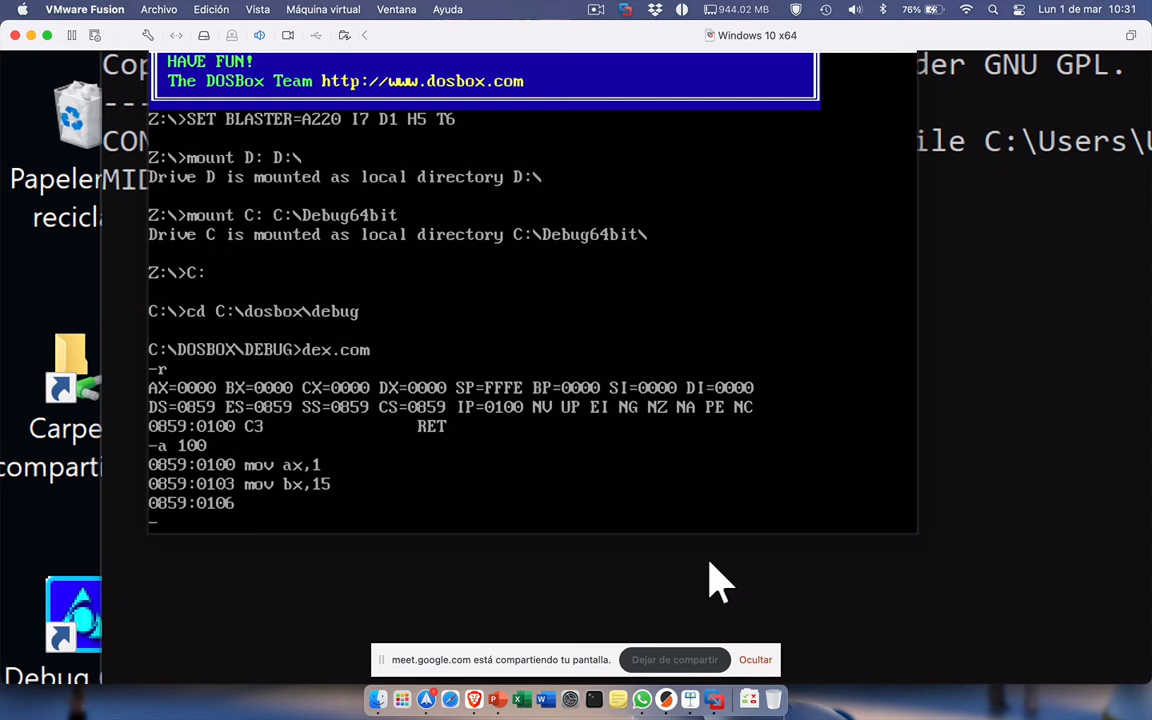 VMware Fusion Archivo Edición Vista Máquina virtual Ventana Ayuda 944.02 MB 76% Lun 1 de mar 10:31
Windows 10 x64
Cop
der GNU GPL.
---
CON
ile C:\Users\U
MID
HAVE FUN!
The DOSBox Team http://www.dosbox.com
Z:\>SET BLASTER=A220 I7 D1 H5 T6
Z:\>mount D: D:\
Drive D is mounted as local directory D:\
Z:\>mount C: C:\Debug64bit
Drive C is mounted as local directory C:\Debug64bit\
Z:\>C:
C:\>cd C:\dosbox\debug
C:\DOSBOX\DEBUG>dex.com
-r
AX=0000 BX=0000 CX=0000 DX=0000 SP=FFFE BP=0000 SI=0000 DI=0000
DS=0859 ES=0859 SS=0859 CS=0859 IP=0100 NV UP EI NG NZ NA PE NC
0859:0100 C3 RET
-a 100
0859:0100 mov ax,1
0859:0103 mov bx,15
0859:0106
-
Papeler
recicla
Carpe
comparti
Debug
meet.google.com está compartiendo tu pantalla. Dejar de compartir Ocultar